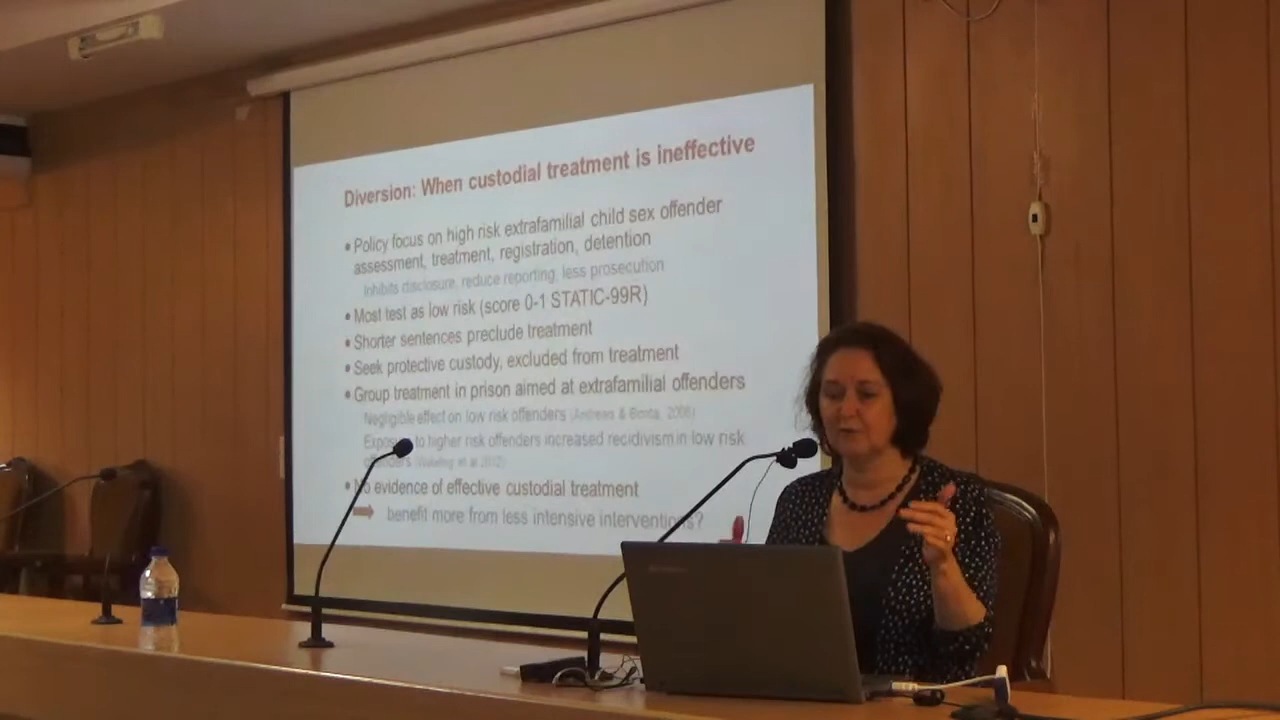 Diversion: When custodial treatment is ineffective
• Policy focus on high risk extrafamilial child sex offender
assessment, treatment, registration, detention
Inhibits disclosure, reduce reporting, less prosecution
• Most test as low risk (score 0-1 STATIC-99R)
• Shorter sentences preclude treatment
• Seek protective custody, excluded from treatment
• Group treatment in prison aimed at extrafamilial offenders
Negligible effect on low risk offenders (Andrews & Bonta, 2006)
to higher risk offenders increased recidivism in low risk
• No evidence of effective custodial treatment
benefit more from less intensive interventions?